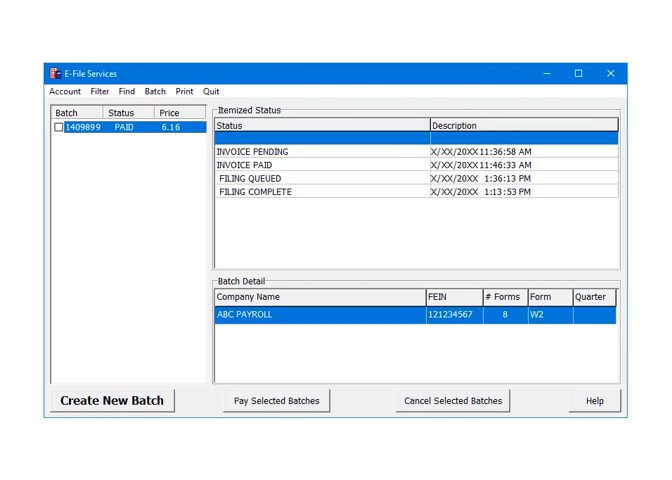 E-File Services
Account Filter Find Batch Print Quit
Batch Status Price
1409899 PAID 6.16
Itemized Status
Status Description
INVOICE PENDING X/XX/20XX 11:36:58 AM
INVOICE PAID X/XX/20XX 11:46:33 AM
FILING QUEUED X/XX/20XX 1:36:13 PM
FILING COMPLETE X/XX/20XX 1:13:53 PM
Batch Detail
Company Name FEIN # Forms Form Quarter
ABC PAYROLL 121234567 8 W2
Create New Batch Pay Selected Batches Cancel Selected Batches Help